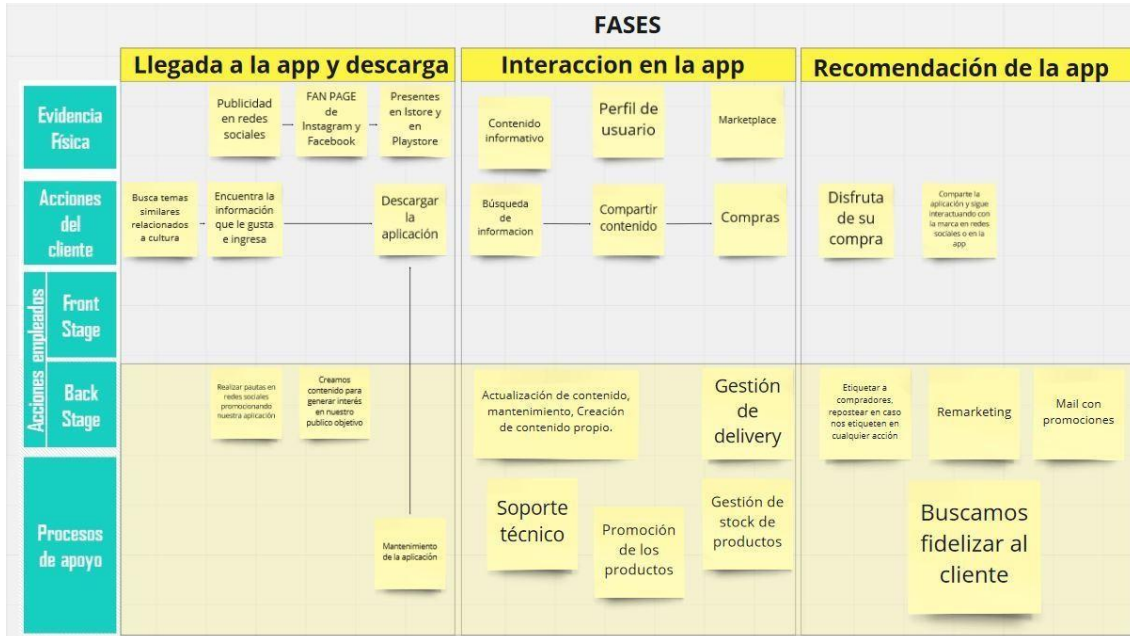 FASES
Llegada a la app y descarga
Interaccion en la app
Recomendación de la app
Evidencia
Física
Publicidad
en redes
sociales
FAN PAGE
de
Instagram y
Facebook
Presentes
en Istore y
en
Playstore
Contenido
informativo
Perfil de
usuario
Marketplace
Acciones
del
cliente
Busca temas
similares
relacionados
a cultura
Encuentra la
información
que le gusta
e ingresa
Descargar
la
aplicación
Búsqueda
de
informacion
Compartir
contenido
Compras
Disfruta
de su
compra
Comparte la
aplicación y sigue
interactuando con
la marca en redes
sociales o en la
app
Acciones empleados
Front
Stage
Back
Stage
Realizar pautas en
redes sociales
promocionando
nuestra aplicación
Creamos
contenido para
generar interés
en nuestro
publico objetivo
Actualización de contenido,
mantenimiento, Creación
de contenido propio.
Gestión
de
delivery
Etiquetar a
compradores,
repostear en caso
nos etiqueten en
cualquier acción
Remarketing
Mail con
promociones
Procesos
de apoyo
Mantenimiento
de la aplicación
Soporte
técnico
Promoción
de los
productos
Gestión de
stock de
productos
Buscamos
fidelizar al
cliente